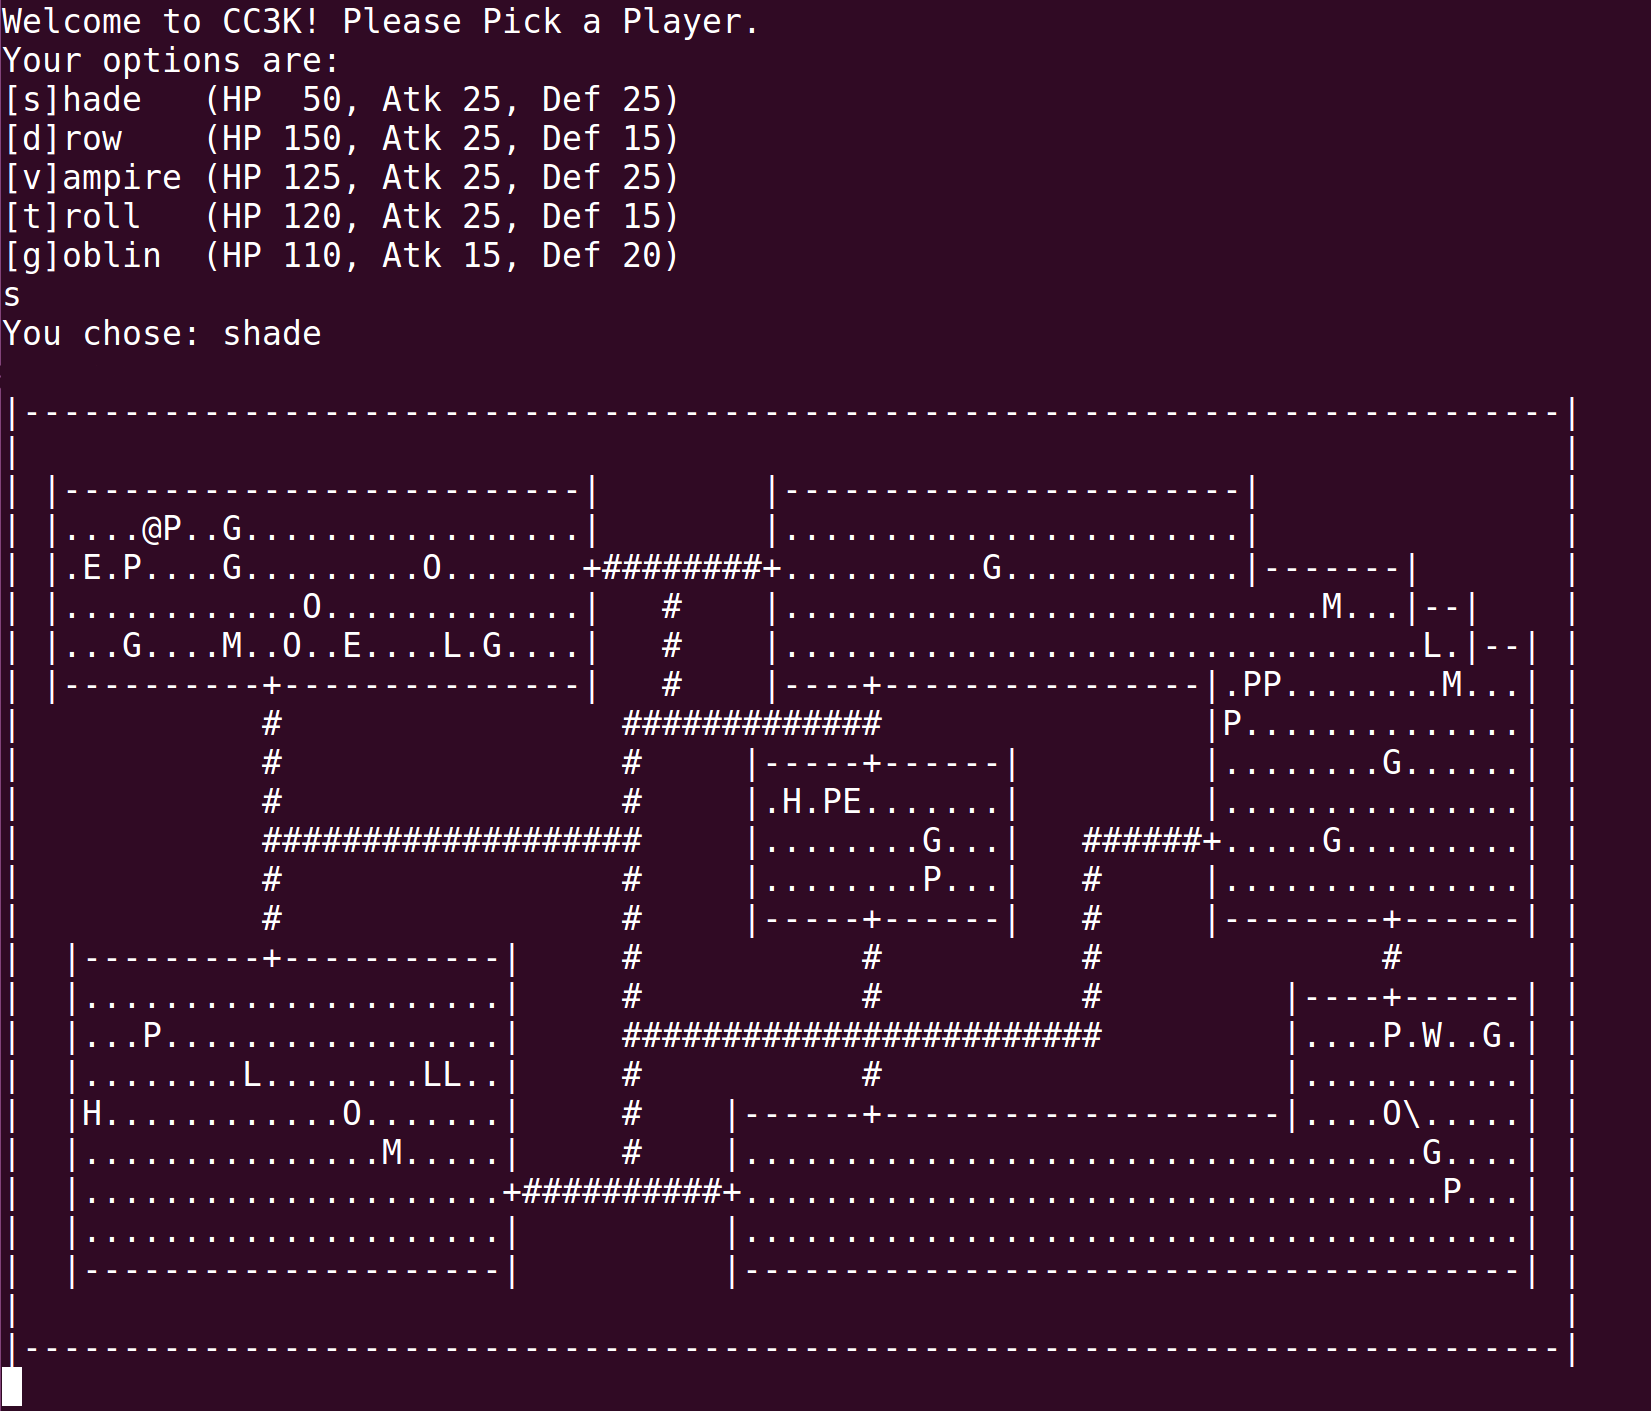 Welcome to CC3K! Please Pick a Player.
Your options are:
[s]hade   (HP  50, Atk 25, Def 25)
[d]row    (HP 150, Atk 25, Def 15)
[v]ampire (HP 125, Atk 25, Def 25)
[t]roll   (HP 120, Atk 25, Def 15)
[g]oblin  (HP 110, Atk 15, Def 20)
s
You chose: shade

|-----------------------------------------------------------------------------|
|                                                                             |
| |--------------------------|        |-----------------------|               |
| |....@P..G.................|        |.......................|               |
| |.E.P....G.........O.......+########+..........G............|-------|       |
| |............O.............|   #    |...........................M...|--|    |
| |...G....M..O..E....L.G....|   #    |................................L.|--| |
| |----------+---------------|   #    |----+----------------|.PP........M...| |
|            #                 #############                |P..............| |
|            #                 #     |-----+------|         |........G......| |
|            #                 #     |.H.PE.......|         |...............| |
|            ###################     |........G...|   ######+.....G.........| |
|            #                 #     |........P...|   #     |...............| |
|            #                 #     |-----+------|   #     |--------+------| |
|  |---------+-----------|     #           #          #              #        |
|  |.....................|     #           #          #         |----+------| |
|  |...P.................|     ########################         |....P.W..G.| |
|  |........L........LL..|     #           #                    |...........| |
|  |H............O.......|     #    |------+--------------------|....O\.....| |
|  |...............M.....|     #    |..................................G....| |
|  |.....................+##########+...................................P...| |
|  |.....................|          |.......................................| |
|  |---------------------|          |---------------------------------------| |
|                                                                             |
|-----------------------------------------------------------------------------|